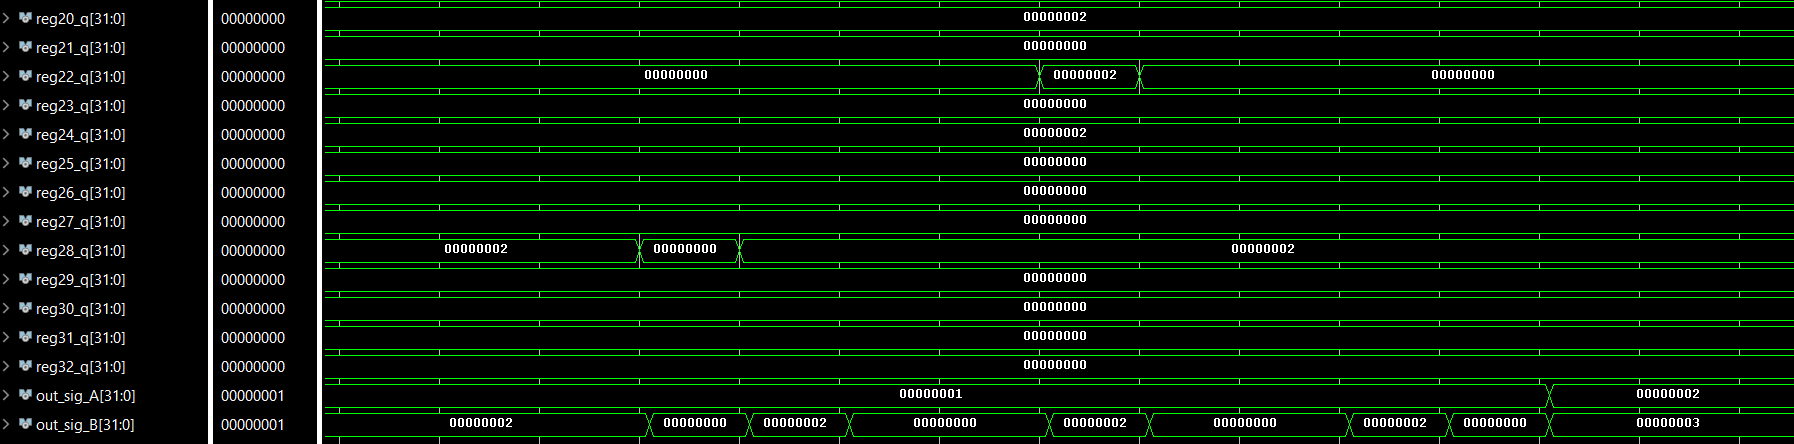 reg20_q[31:0] 00000000 00000002
reg21_q[31:0] 00000000 00000000
reg22_q[31:0] 00000000 00000000 00000002 00000000
reg23_q[31:0] 00000000 00000000
reg24_q[31:0] 00000000 00000002
reg25_q[31:0] 00000000 00000000
reg26_q[31:0] 00000000 00000000
reg27_q[31:0] 00000000 00000000
reg28_q[31:0] 00000000 00000002 00000000 00000002
reg29_q[31:0] 00000000 00000000
reg30_q[31:0] 00000000 00000000
reg31_q[31:0] 00000000 00000000
reg32_q[31:0] 00000000 00000000
out_sig_A[31:0] 00000001 00000001 00000002
out_sig_B[31:0] 00000001 00000002 00000000 00000002 00000000 00000002 00000000 00000002 00000000 00000003